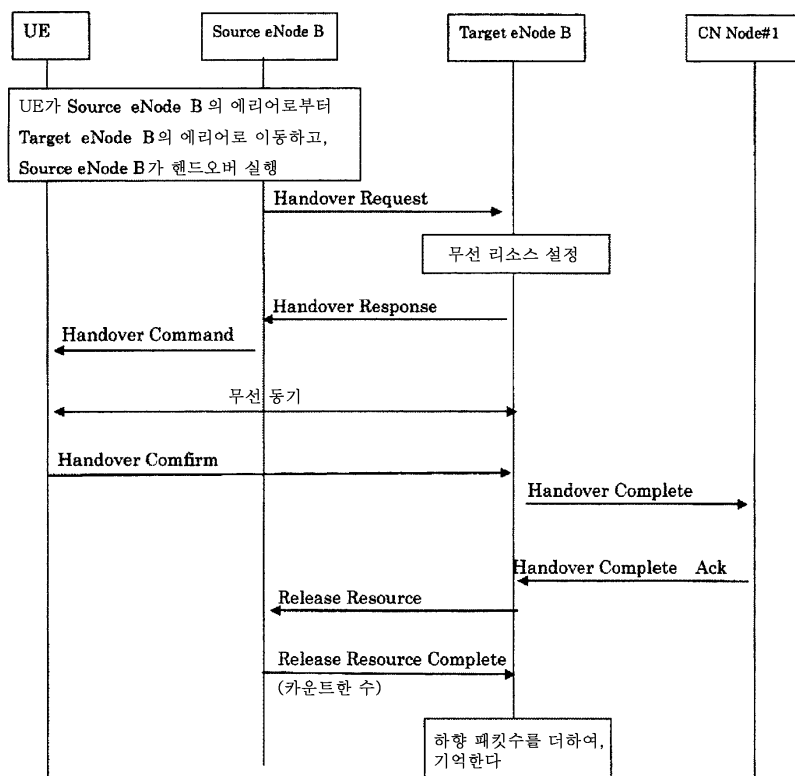 UE
Source eNode B
Target eNode B
CN Node#1
UE가 Source eNode B 의 에리어로부터
Target eNode B의 에리어로 이동하고,
Source eNode B가 핸드오버 실행
Handover Request
무선 리소스 설정
Handover Response
Handover Command
무선 동기
Handover Comfirm
Handover Complete
Handover Complete Ack
Release Resource
Release Resource Complete
(카운트한 수)
하향 패킷수를 더하여,
기억한다